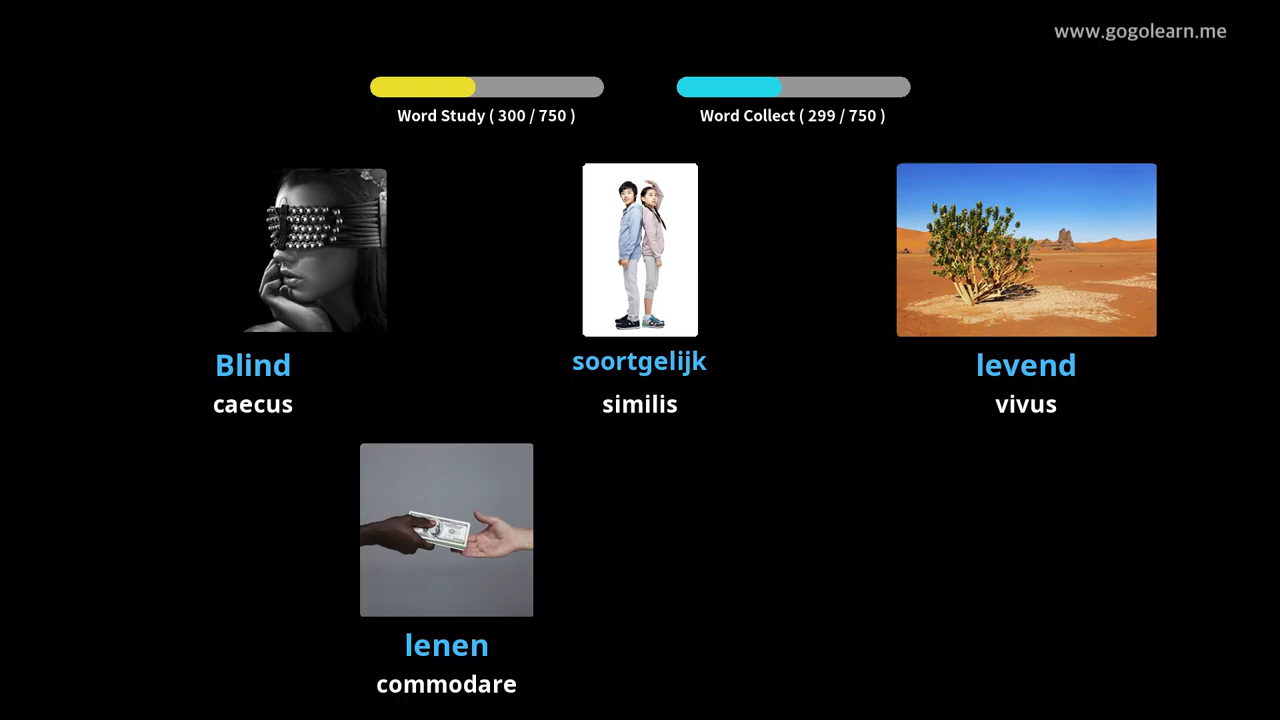 www.gogolearn.me
Word Study ( 300 / 750 )
Word Collect ( 299 / 750 )
Blind
caecus
soortgelijk
similis
levend
vivus
lenen
commodare